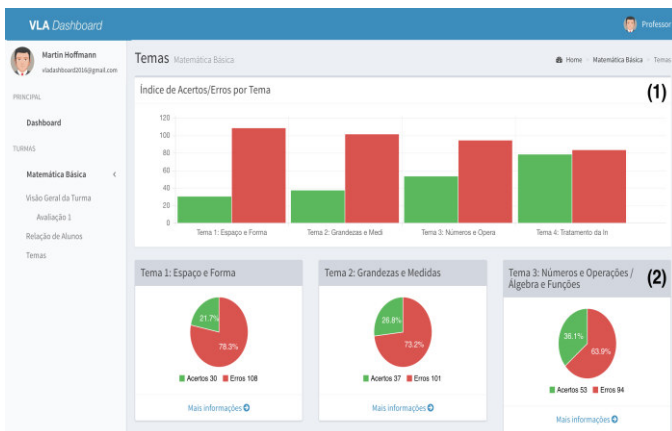 VLA Dashboard
Professor
Martin Hoffmann
vladashboard2016@gmail.com
PRINCIPAL
Dashboard
TURMAS
Matemática Básica
Visão Geral da Turma
Avaliação 1
Relação de Alunos
Temas
Temas Matemática Básica
Home Matemática Básica Temas
Índice de Acertos/Erros por Tema
(1)
120
100
80
60
40
20
0
Tema 1: Espaço e Forma
Tema 2: Grandezas e Medi
Tema 3: Números e Opera
Tema 4: Tratamento da In
Tema 1: Espaço e Forma
21.7%
78.3%
Acertos 30 Erros 108
Mais informações
Tema 2: Grandezas e Medidas
26.8%
73.2%
Acertos 37 Erros 101
Mais informações
Tema 3: Números e Operações /
Álgebra e Funções
(2)
36.1%
63.9%
Acertos 53 Erros 94
Mais informações